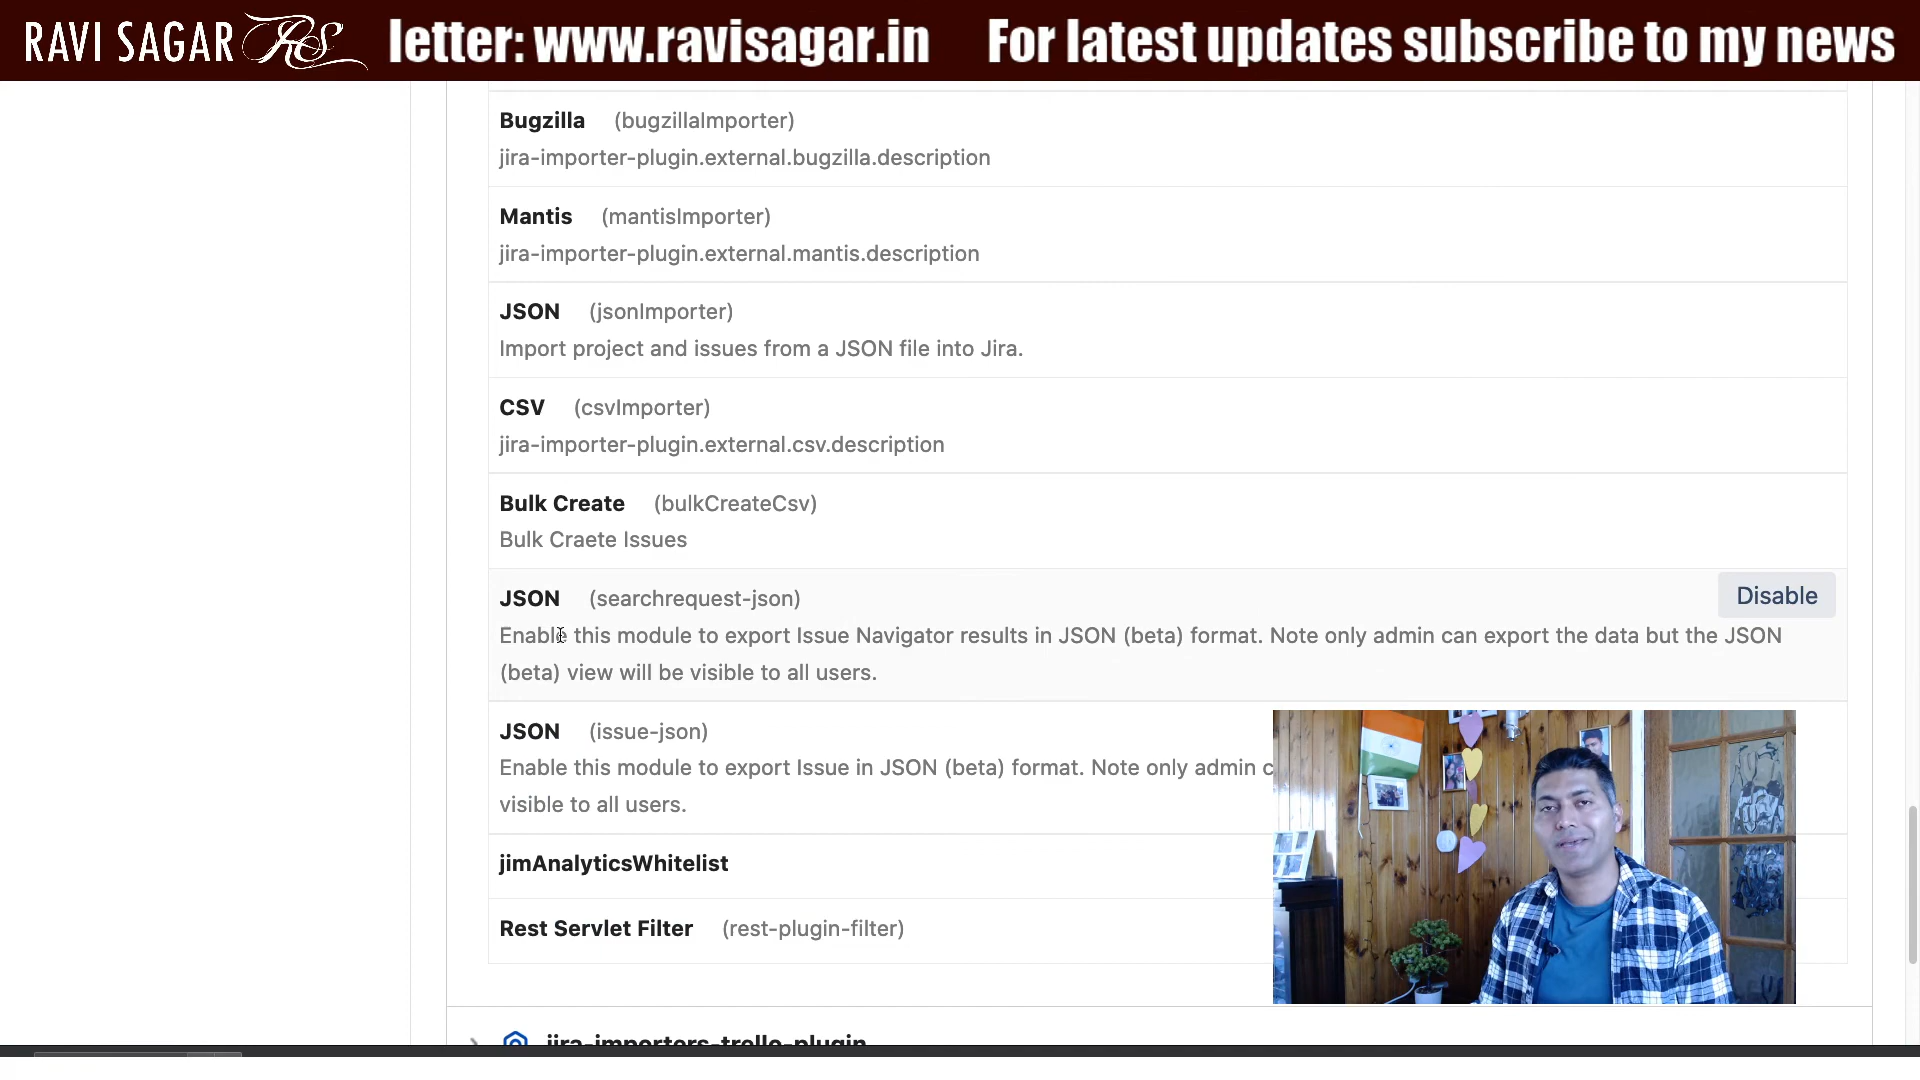 RAVI SAGAR RS letter: www.ravisagar.in For latest updates subscribe to my news
Bugzilla (bugzillaImporter)
jira-importer-plugin.external.bugzilla.description
Mantis (mantisImporter)
jira-importer-plugin.external.mantis.description
JSON (jsonImporter)
Import project and issues from a JSON file into Jira.
CSV (csvImporter)
jira-importer-plugin.external.csv.description
Bulk Create (bulkCreateCsv)
Bulk Craete Issues
JSON (searchrequest-json) Disable
Enable this module to export Issue Navigator results in JSON (beta) format. Note only admin can export the data but the JSON
(beta) view will be visible to all users.
JSON (issue-json)
Enable this module to export Issue in JSON (beta) format. Note only admin c
visible to all users.
jimAnalyticsWhitelist
Rest Servlet Filter (rest-plugin-filter)
jira-importers-trello-plugin